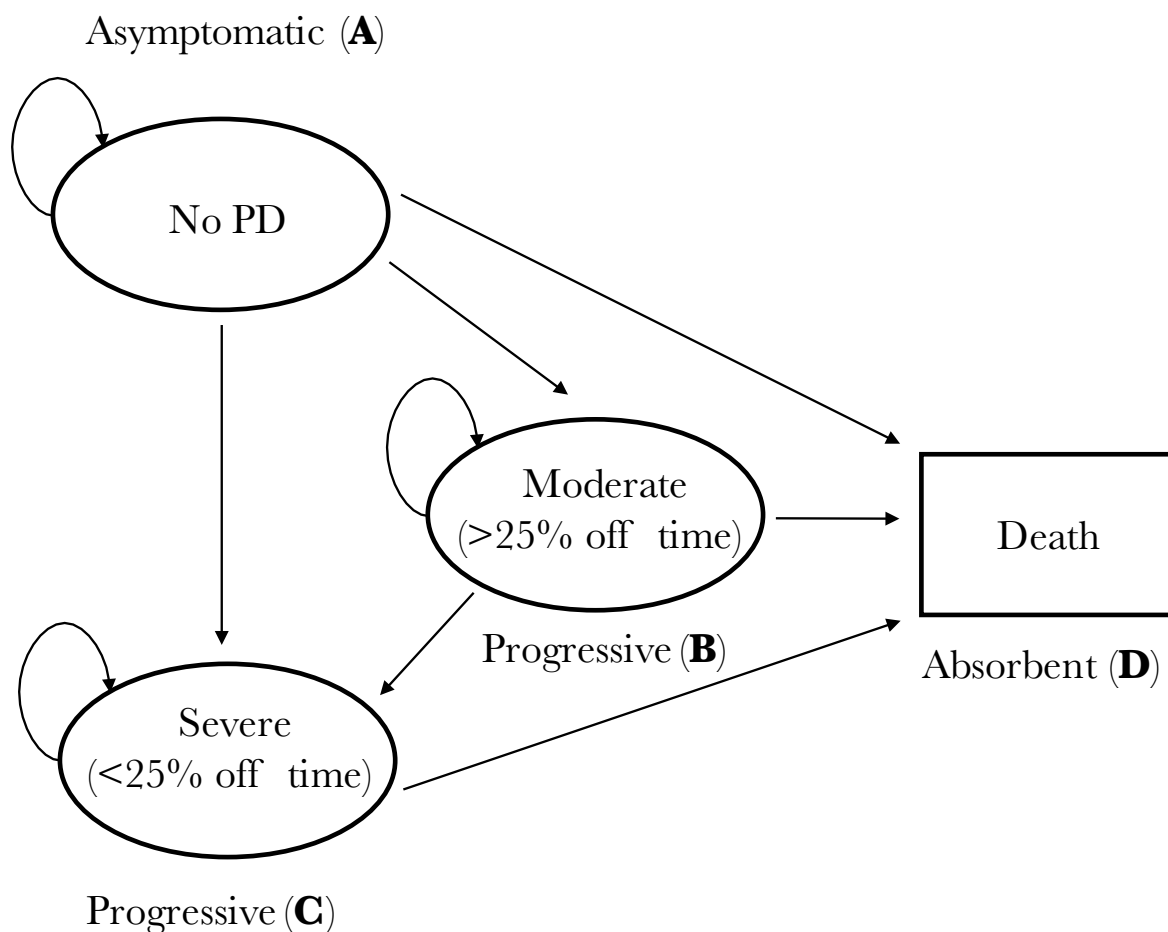 Asymptomatic (A)
No PD
Moderate
(>25% off time)
Death
Progressive (B)
Absorbent (D)
Severe
(<25% off time)
Progressive (C)